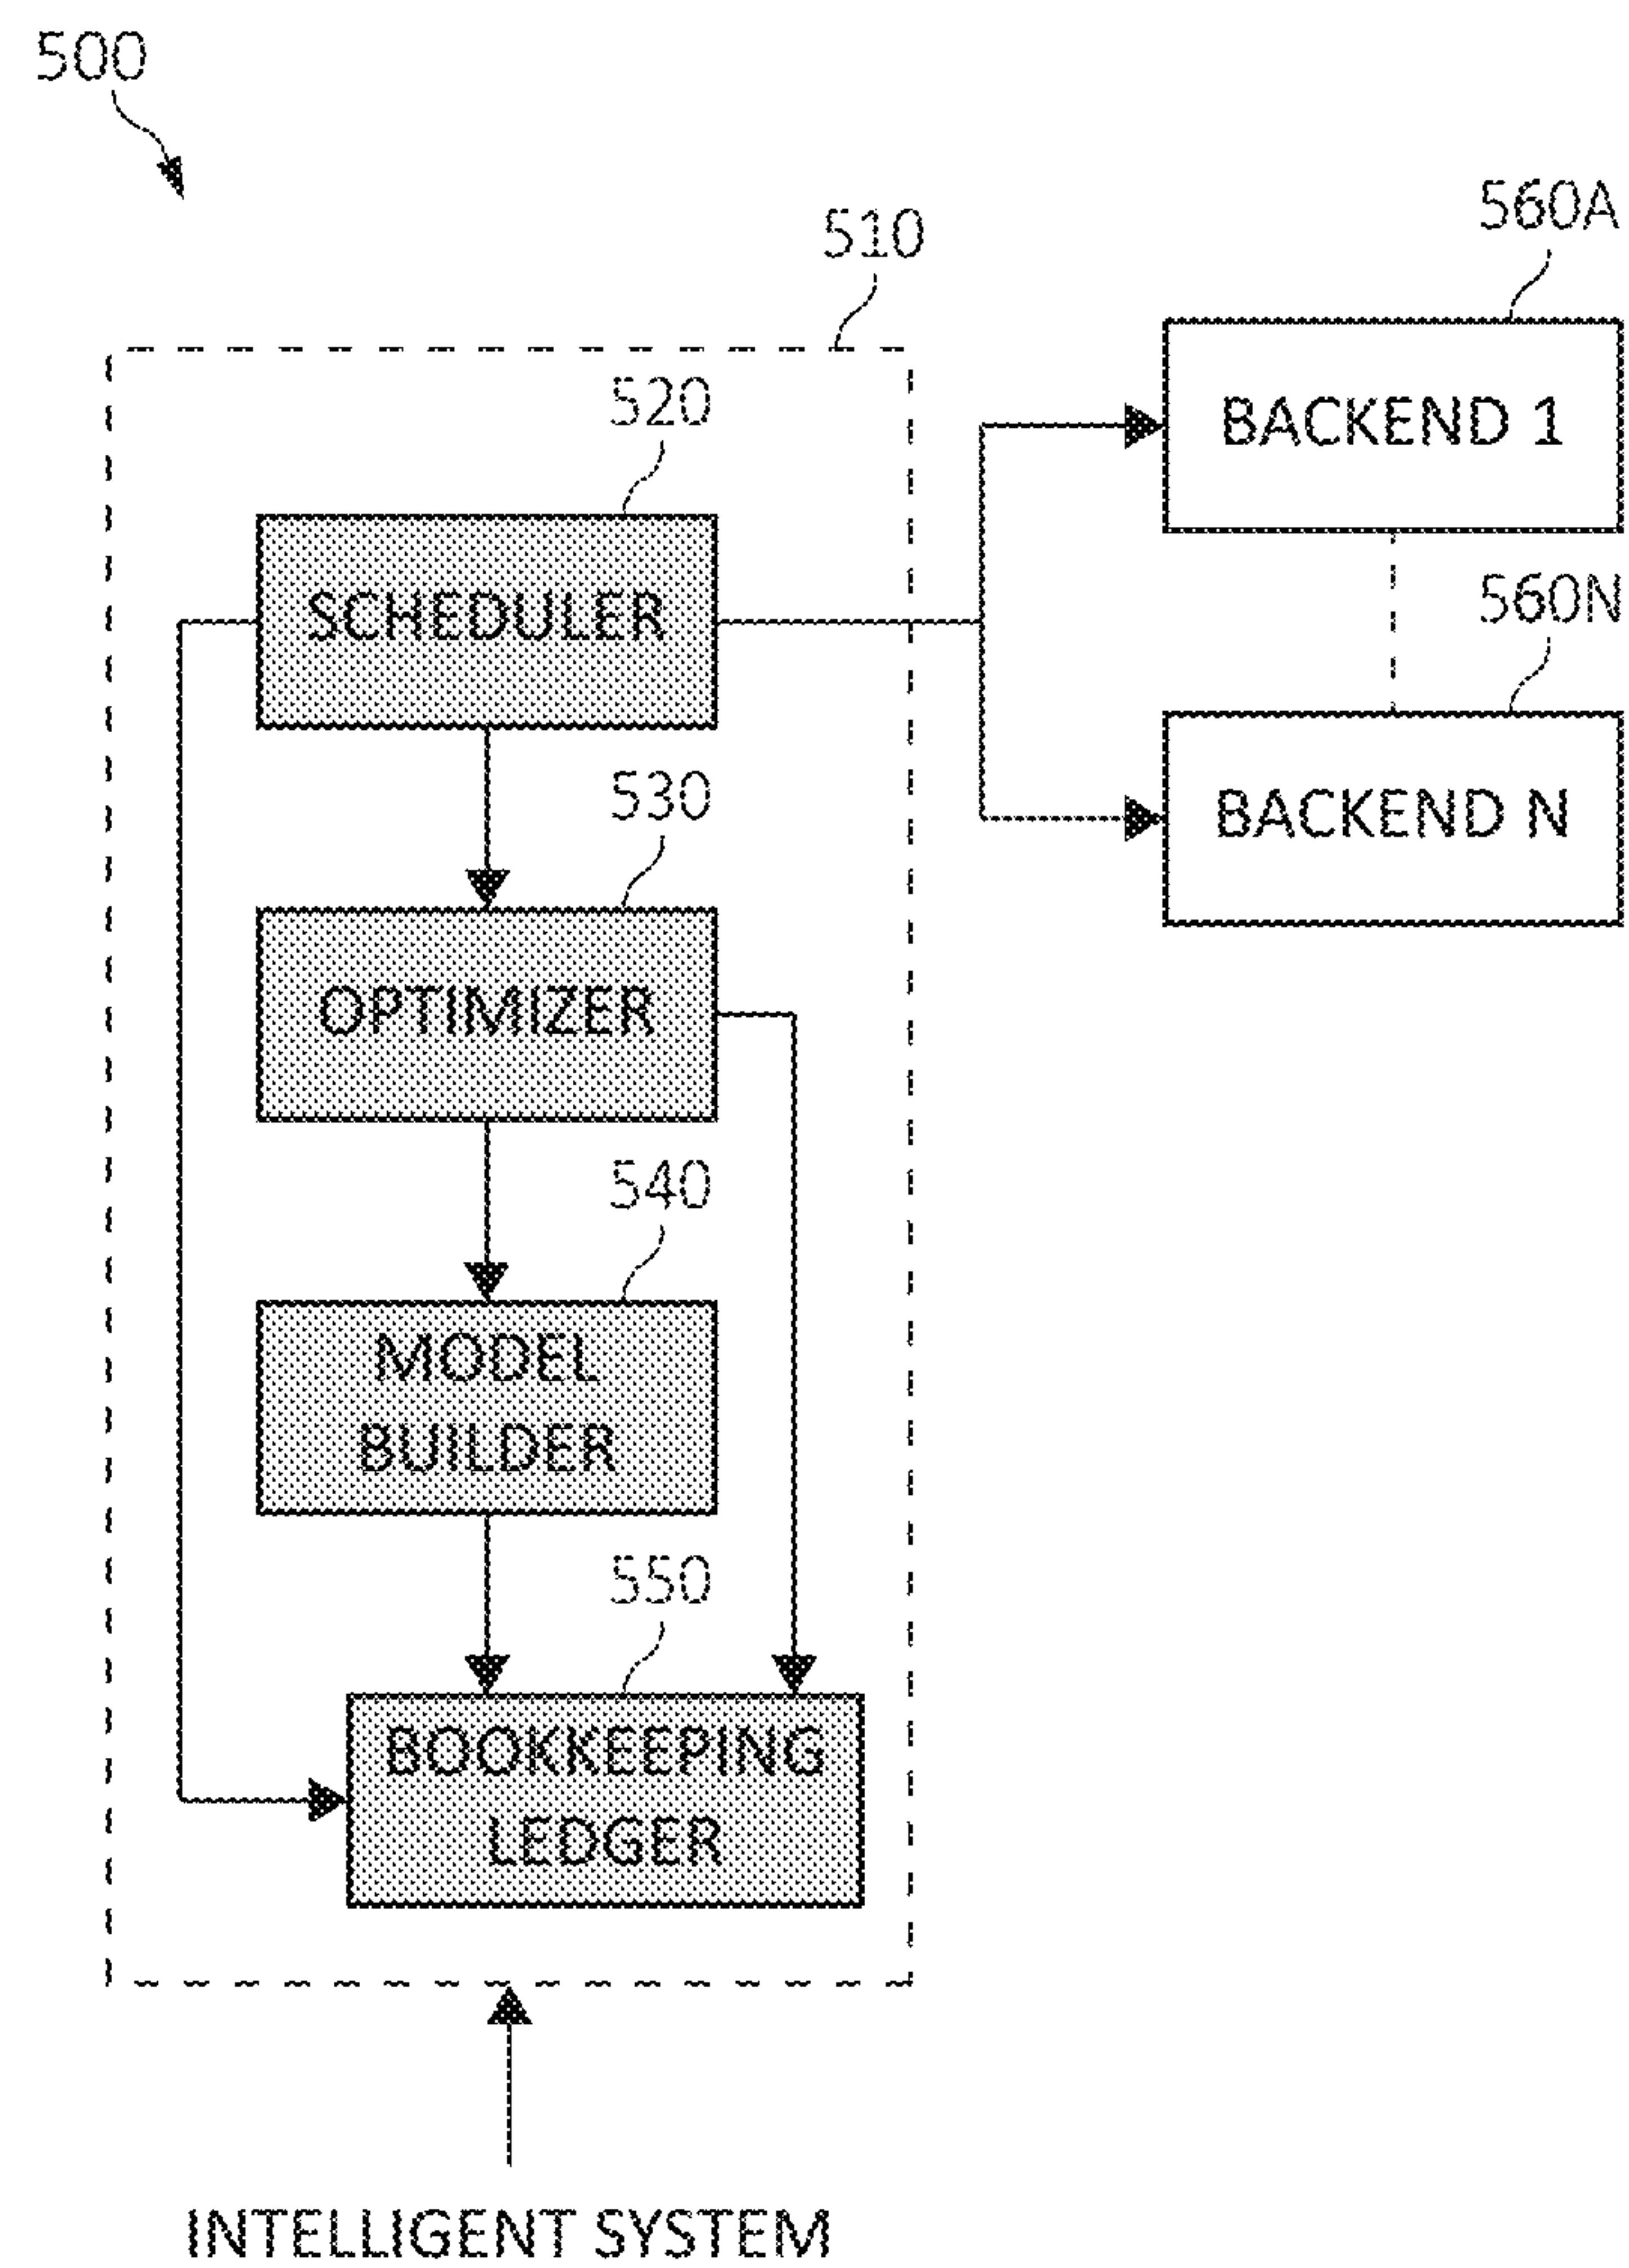 500
510
560A
BACKEND 1
520
SCHEDULER
560N
BACKEND N
530
OPTIMIZER
540
MODEL
BUILDER
550
BOOKKEEPING
LEDGER
INTELLIGENT SYSTEM